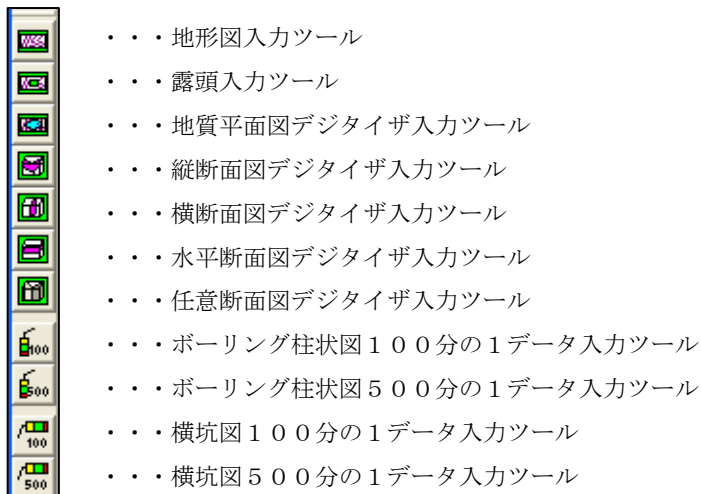 ・・・地形図入力ツール
・・・露頭入力ツール
・・・地質平面図デジタイザ入力ツール
・・・縦断面図デジタイザ入力ツール
・・・横断面図デジタイザ入力ツール
・・・水平断面図デジタイザ入力ツール
・・・任意断面図デジタイザ入力ツール
100 ・・・ボーリング柱状図１００分の１データ入力ツール
500 ・・・ボーリング柱状図５００分の１データ入力ツール
100 ・・・横坑図１００分の１データ入力ツール
500 ・・・横坑図５００分の１データ入力ツール